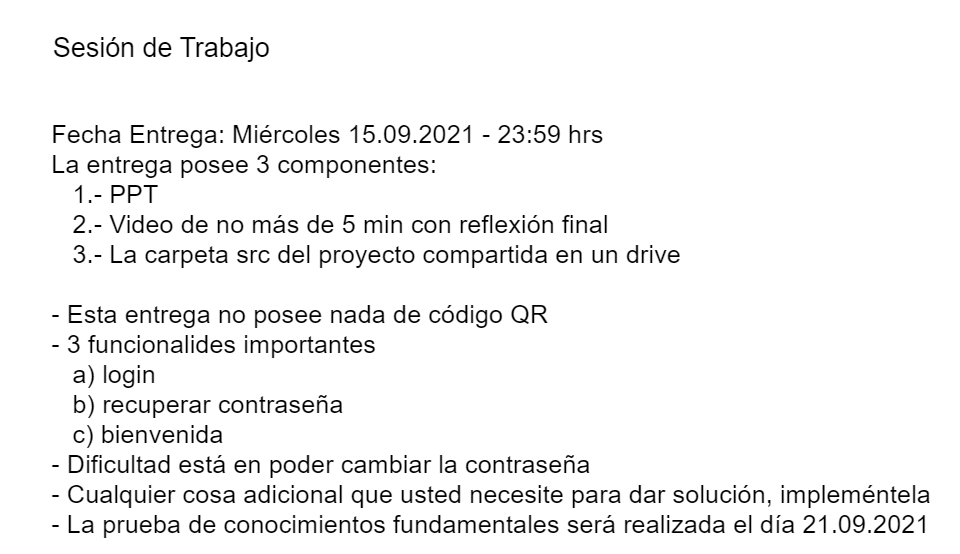 Sesión de Trabajo
Fecha Entrega: Miércoles 15.09.2021 - 23:59 hrs
La entrega posee 3 componentes:
1.- PPT
2.- Video de no más de 5 min con reflexión final
3.- La carpeta src del proyecto compartida en un drive
- Esta entrega no posee nada de código QR
- 3 funcionalides importantes
a) login
b) recuperar contraseña
c) bienvenida
- Dificultad está en poder cambiar la contraseña
- Cualquier cosa adicional que usted necesite para dar solución, impleméntela
- La prueba de conocimientos fundamentales será realizada el día 21.09.2021